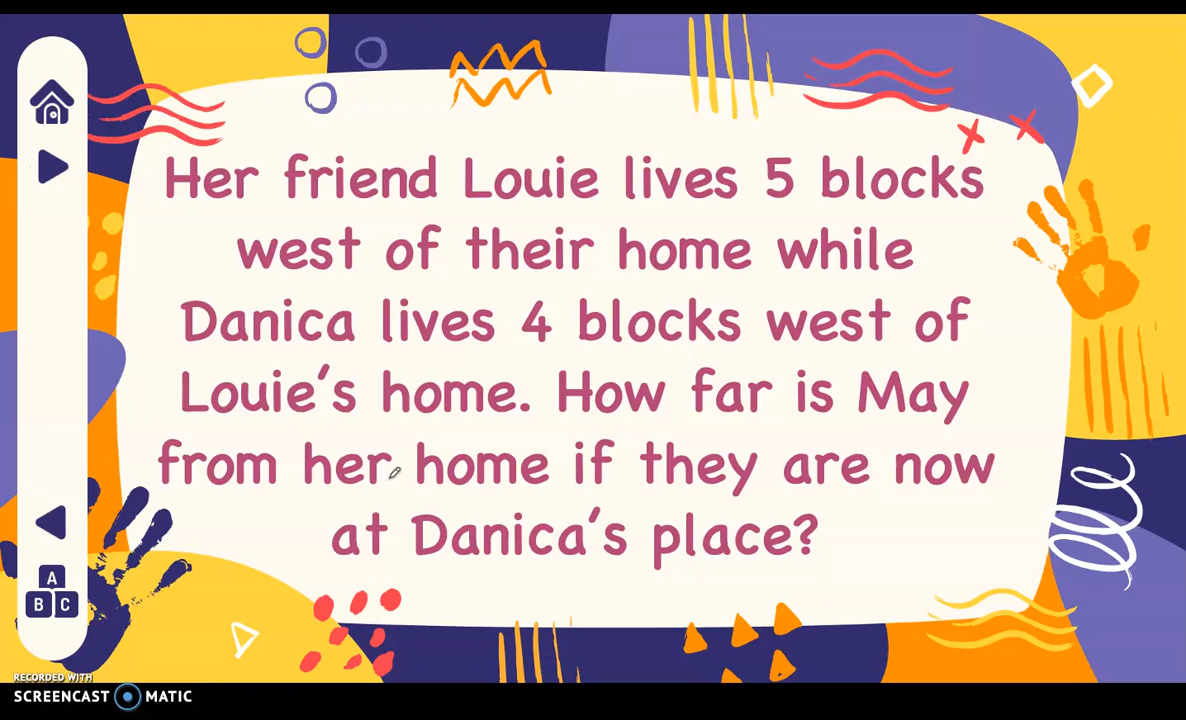 Her friend Louie lives 5 blocks
west of their home while
Danica lives 4 blocks west of
Louie's home. How far is May
from her home if they are now
at Danica's place?
A
B C
RECORDED WITH
SCREENCAST MATIC